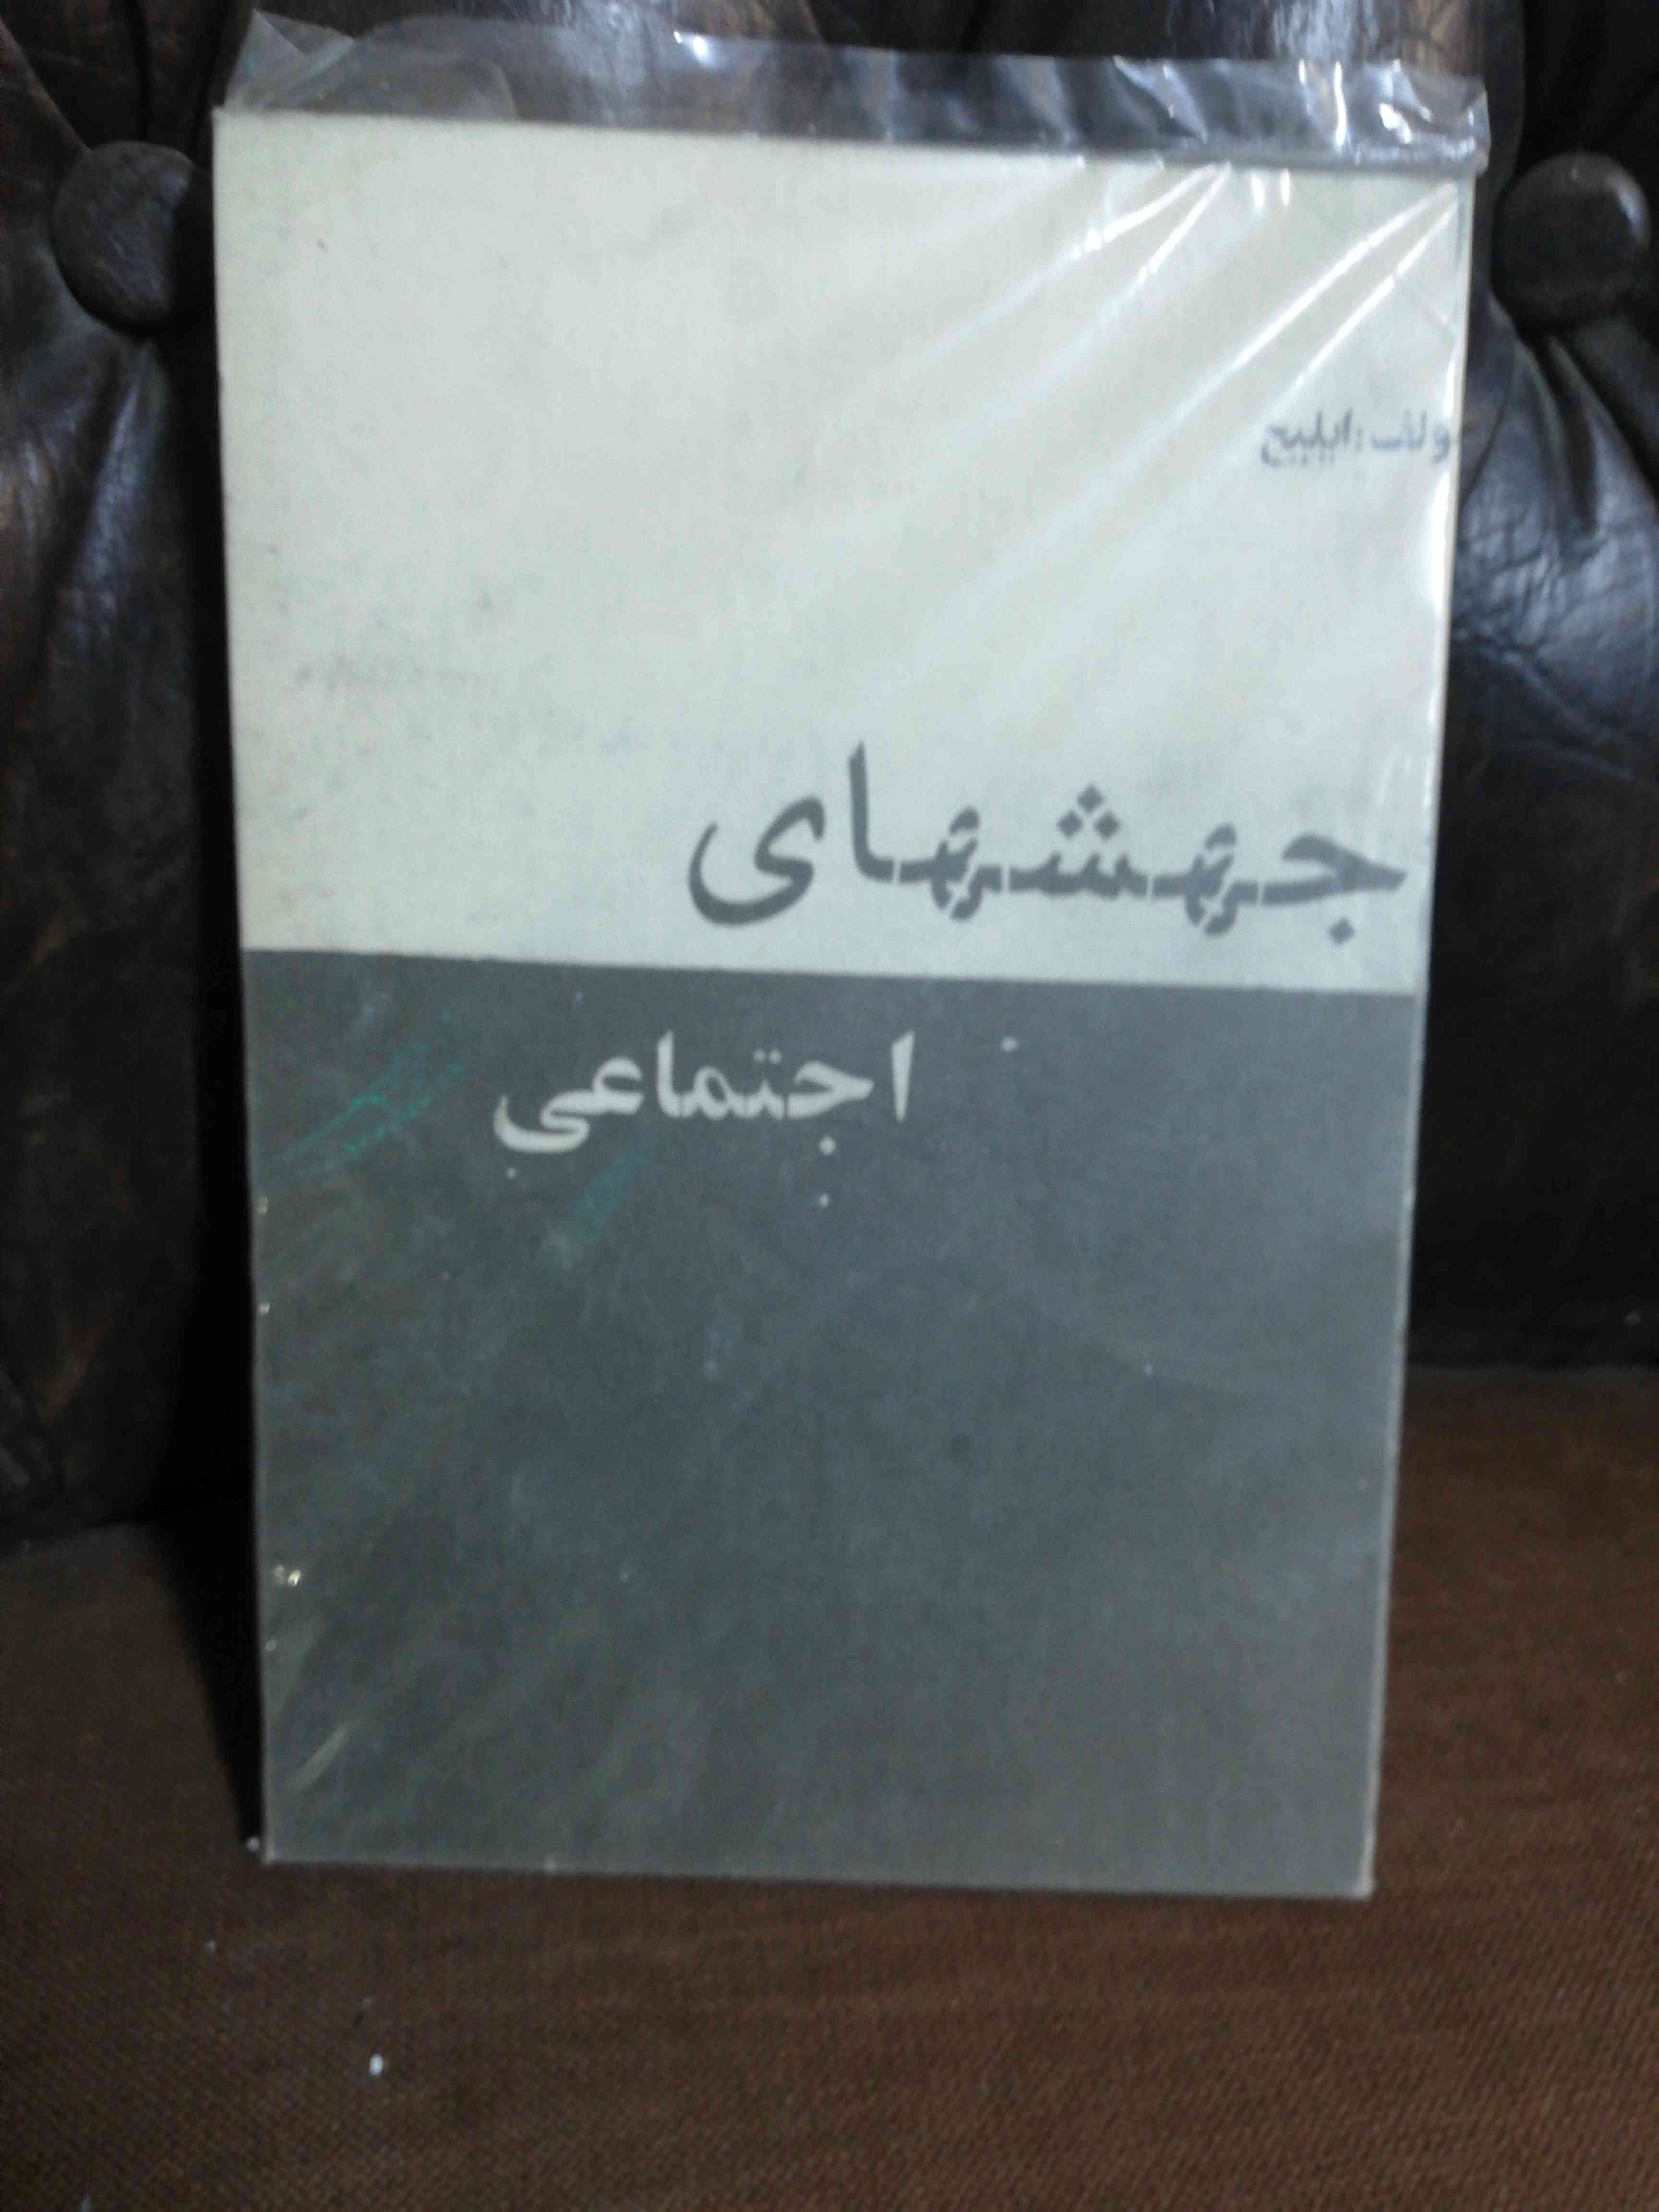 ولف: ایلیچ
جهشهای
اجتماعی